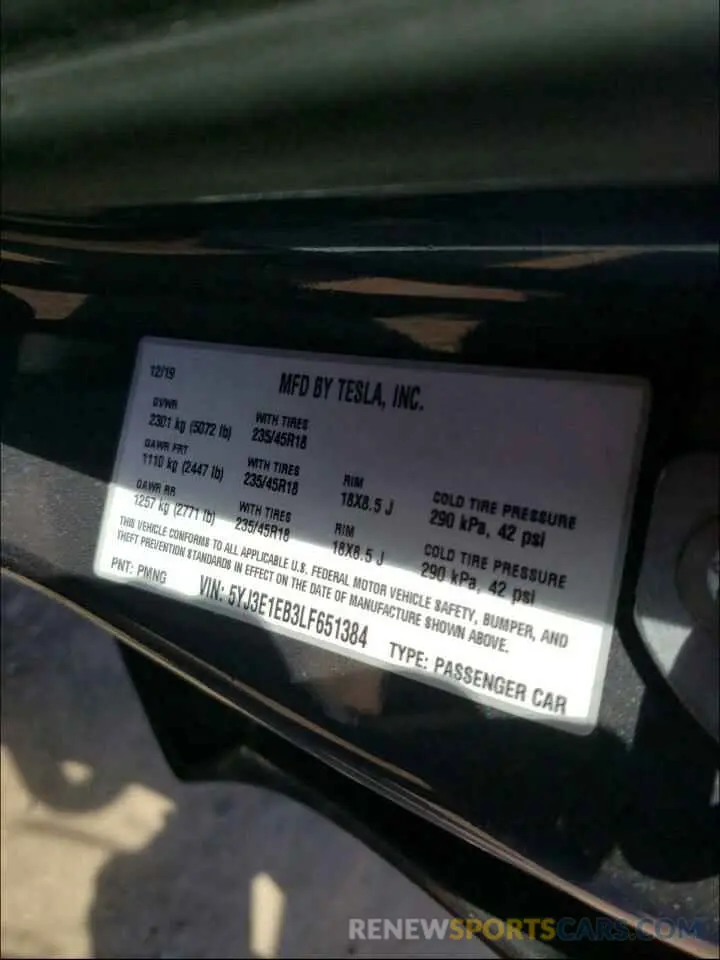 12/19
MFD BY TESLA, INC.
GVWR
2301 kg (5072 lb)
WITH TIRES
235/45R18
GAWR FRT
1110 kg (2447 lb)
WITH TIRES
235/45R18
RIM
18X8.5 J
COLD TIRE PRESSURE
290 kPa, 42 psi
GAWR RR
1257 kg (2771 lb)
WITH TIRES
235/45R18
RIM
18X8.5 J
COLD TIRE PRESSURE
290 kPa, 42 psi
THIS VEHICLE CONFORMS TO ALL APPLICABLE U.S. FEDERAL MOTOR VEHICLE SAFETY, BUMPER, AND
THEFT PREVENTION STANDARDS IN EFFECT ON THE DATE OF MANUFACTURE SHOWN ABOVE.
PNT: PMNG
VIN: 5YJ3E1EB3LF651384
TYPE: PASSENGER CAR
RENEWSPORTSCARS.COM